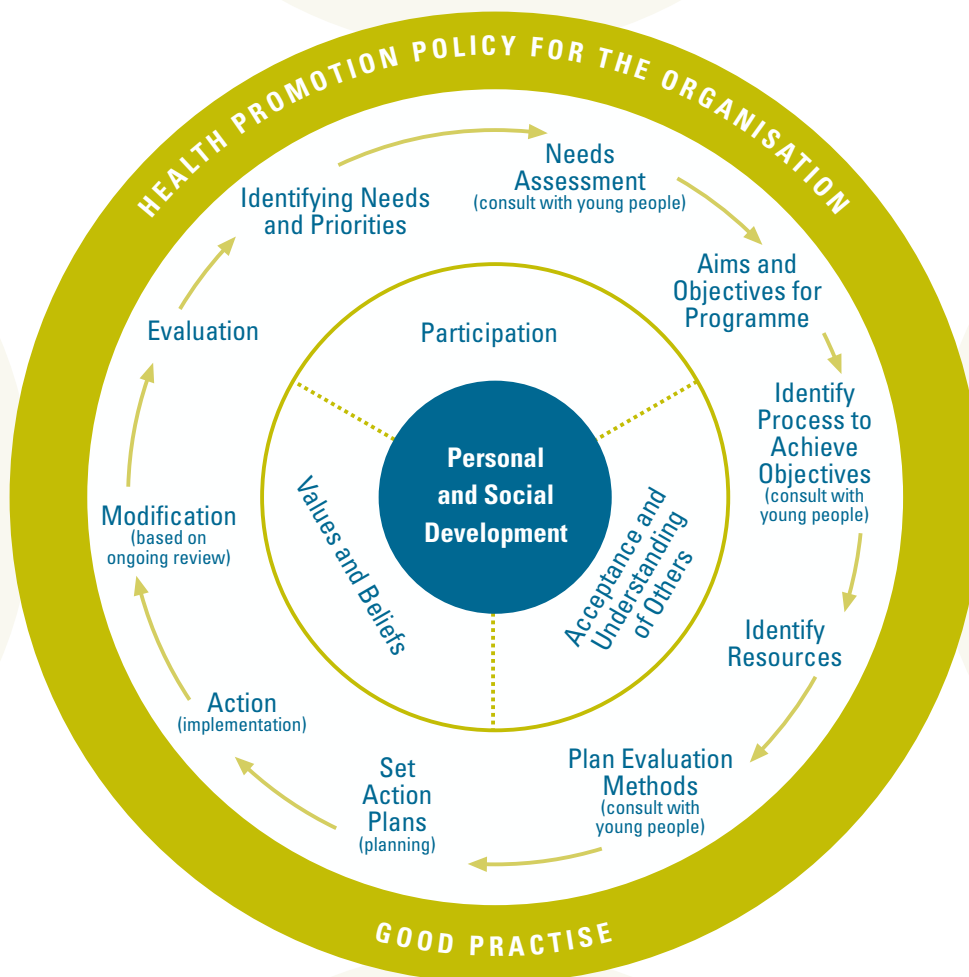 HEALTH PROMOTION POLICY FOR THE ORGANISATION
Identifying Needs
and Priorities
Needs
Assessment
(consult with young people)
Aims and
Objectives for
Programme
Identify
Process to
Achieve
Objectives
(consult with
young people)
Identify
Resources
Plan Evaluation
Methods
(consult with
young people)
Set
Action
Plans
(planning)
Action
(implementation)
Modification
(based on
ongoing review)
Evaluation
Participation
Acceptance and
Understanding
of Others
Values and Beliefs
Personal
and Social
Development
GOOD PRACTISE